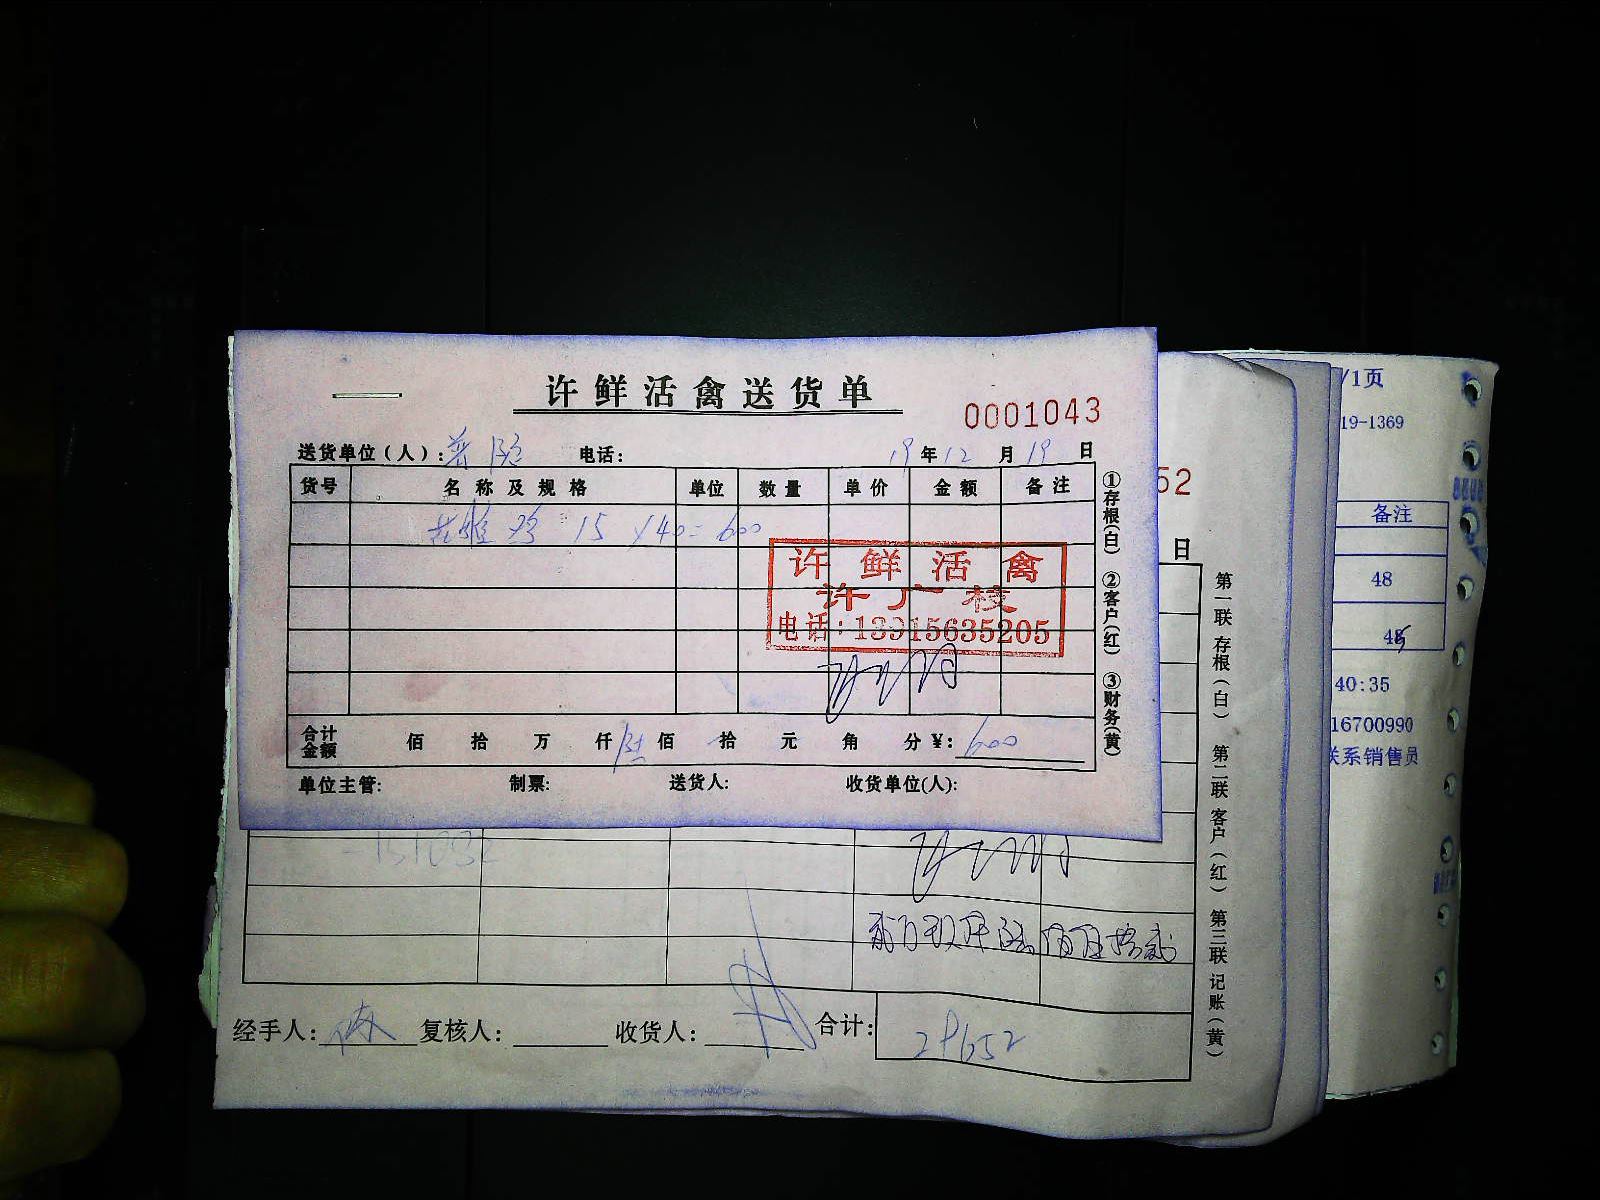 许鲜活禽送货单
0001043
送货单位(人): 电话: 19年12月19日
货号 名称及规格 单位 数量 单价 金额 备注
15 ×40=600
许鲜活禽
许广枝
电话:13915635205
合计金额 佰 拾 万 仟 陆佰 拾 元 角 分 ¥: 600
单位主管: 制票: 送货人: 收货单位(人):
①存根(白) ②客户(红) ③财务(黄)
52
日
第一联 存根(白) 第二联 客户(红) 第三联 记账(黄)
经手人: 复核人: 收货人: 合计:
/1页
19-1369
备注
48
40:35
16700990
联系销售员